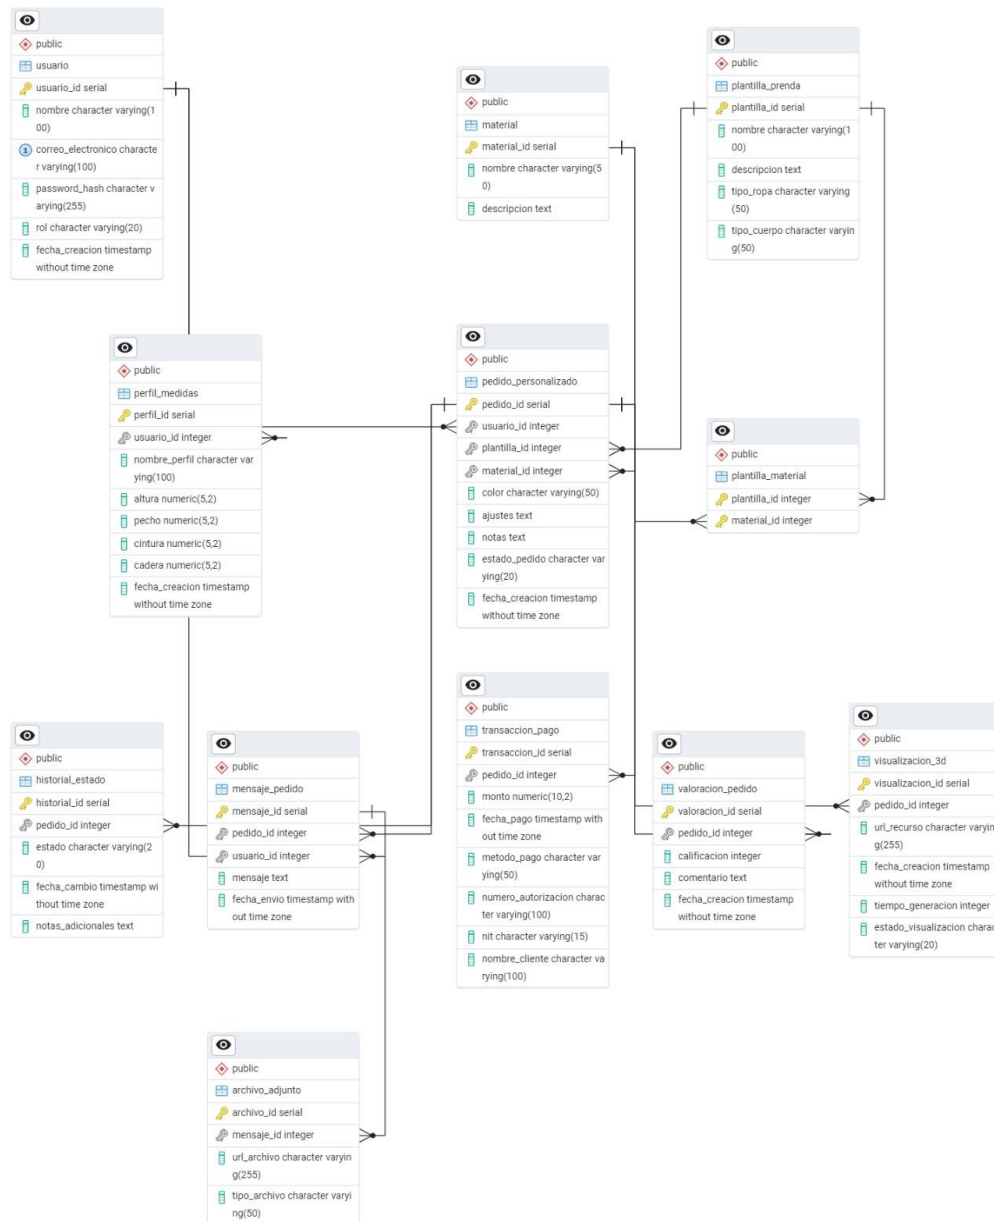 public
usuario
usuario_id serial
nombre character varying(1
00)
correo_electronico characte
r varying(100)
password_hash character v
arying(255)
rol character varying(20)
fecha_creacion timestamp
without time zone
public
material
material_id serial
nombre character varying(5
0)
descripcion text
public
plantilla_prenda
plantilla_id serial
nombre character varying(1
00)
descripcion text
tipo_ropa character varying
(50)
tipo_cuerpo character varyin
g(50)
public
perfil_medidas
perfil_id serial
usuario_id integer
nombre_perfil character var
ying(100)
altura numeric(5,2)
pecho numeric(5,2)
cintura numeric(5,2)
cadera numeric(5,2)
fecha_creacion timestamp
without time zone
public
pedido_personalizado
pedido_id serial
usuario_id integer
plantilla_id integer
material_id integer
color character varying(50)
ajustes text
notas text
estado_pedido character var
ying(20)
fecha_creacion timestamp
without time zone
public
plantilla_material
plantilla_id integer
material_id integer
public
historial_estado
historial_id serial
pedido_id integer
estado character varying(2
0)
fecha_cambio timestamp wi
thout time zone
notas_adicionales text
public
mensaje_pedido
mensaje_id serial
pedido_id integer
usuario_id integer
mensaje text
fecha_envio timestamp with
out time zone
public
transaccion_pago
transaccion_id serial
pedido_id integer
monto numeric(10,2)
fecha_pago timestamp with
out time zone
metodo_pago character var
ying(50)
numero_autorizacion charac
ter varying(100)
nit character varying(15)
nombre_cliente character va
rying(100)
public
valoracion_pedido
valoracion_id serial
pedido_id integer
calificacion integer
comentario text
fecha_creacion timestamp
without time zone
public
visualizacion_3d
visualizacion_id serial
pedido_id integer
url_recurso character varyin
g(255)
fecha_creacion timestamp
without time zone
tiempo_generacion integer
estado_visualizacion charac
ter varying(20)
public
archivo_adjunto
archivo_id serial
mensaje_id integer
url_archivo character varyin
g(255)
tipo_archivo character varyi
ng(50)